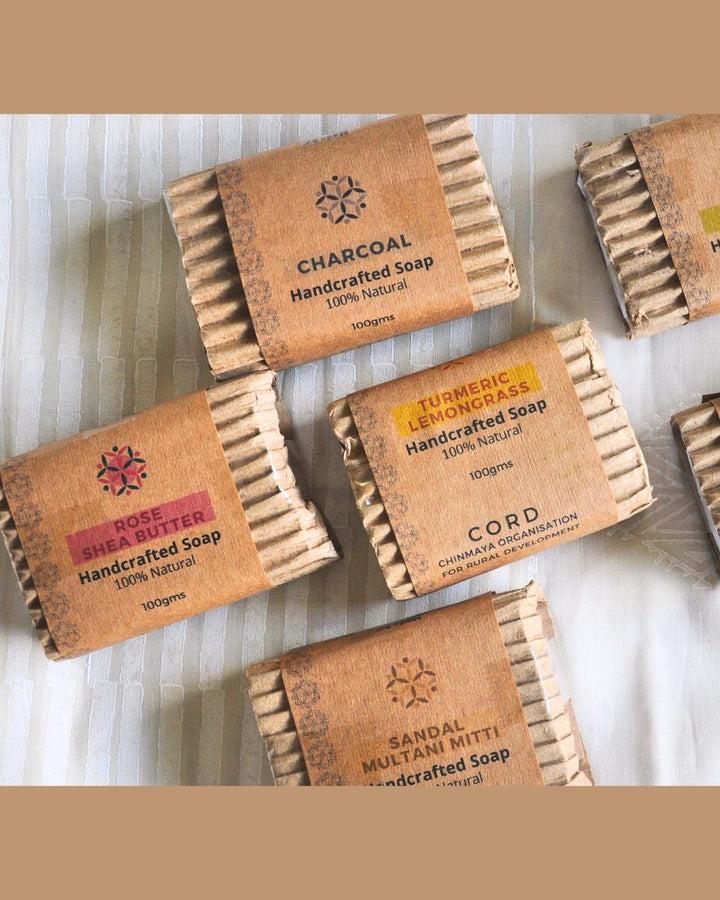 CHARCOAL
Handcrafted Soap
100% Natural
100gms
TURMERIC
LEMONGRASS
Handcrafted Soap
100% Natural
100gms
CORD
CHINMAYA ORGANISATION
FOR RURAL DEVELOPMENT
ROSE
SHEA BUTTER
Handcrafted Soap
100% Natural
100gms
SANDAL
MULTANI MITTI
Handcrafted Soap
Natural